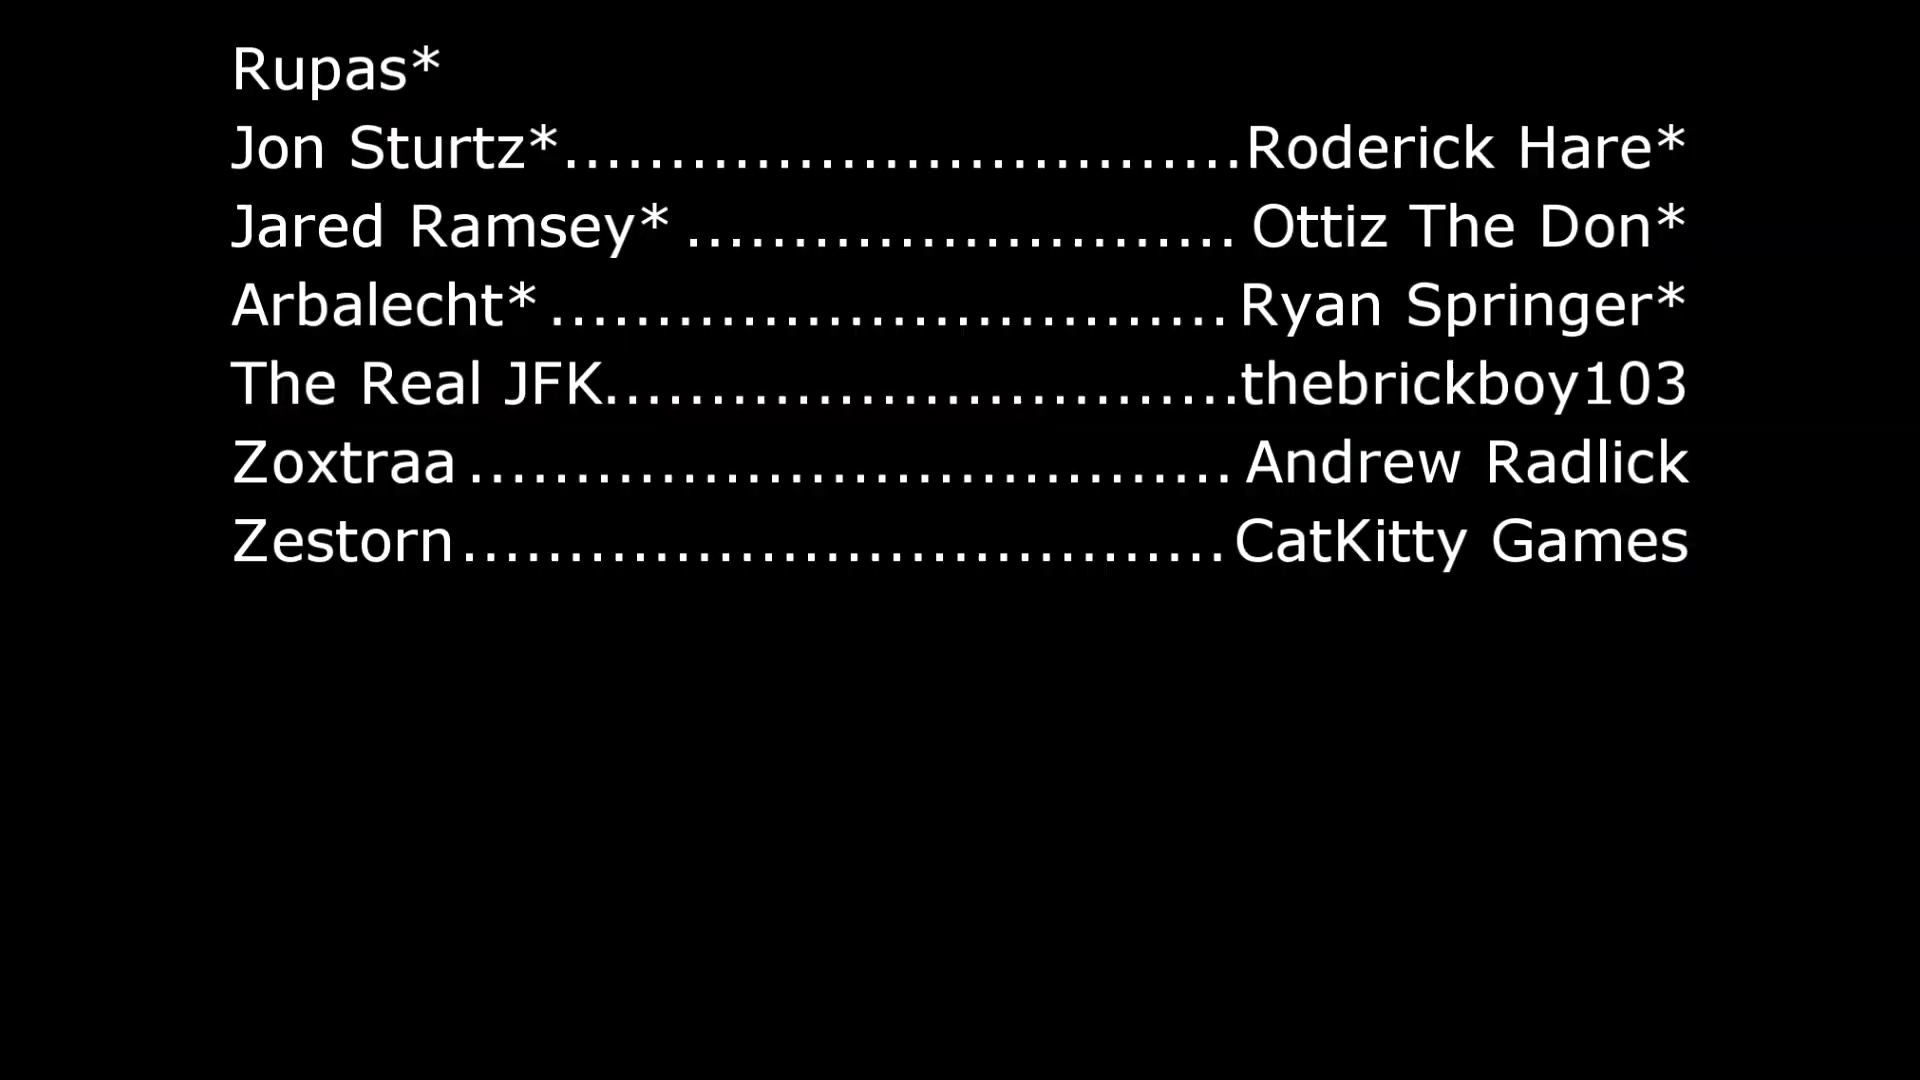 Rupas*
Jon Sturtz*................................Roderick Hare*
Jared Ramsey* .......................... Ottiz The Don*
Arbalecht* ................................ Ryan Springer*
The Real JFK..............................thebrickboy103
Zoxtraa .................................... Andrew Radlick
Zestorn.................................... CatKitty Games